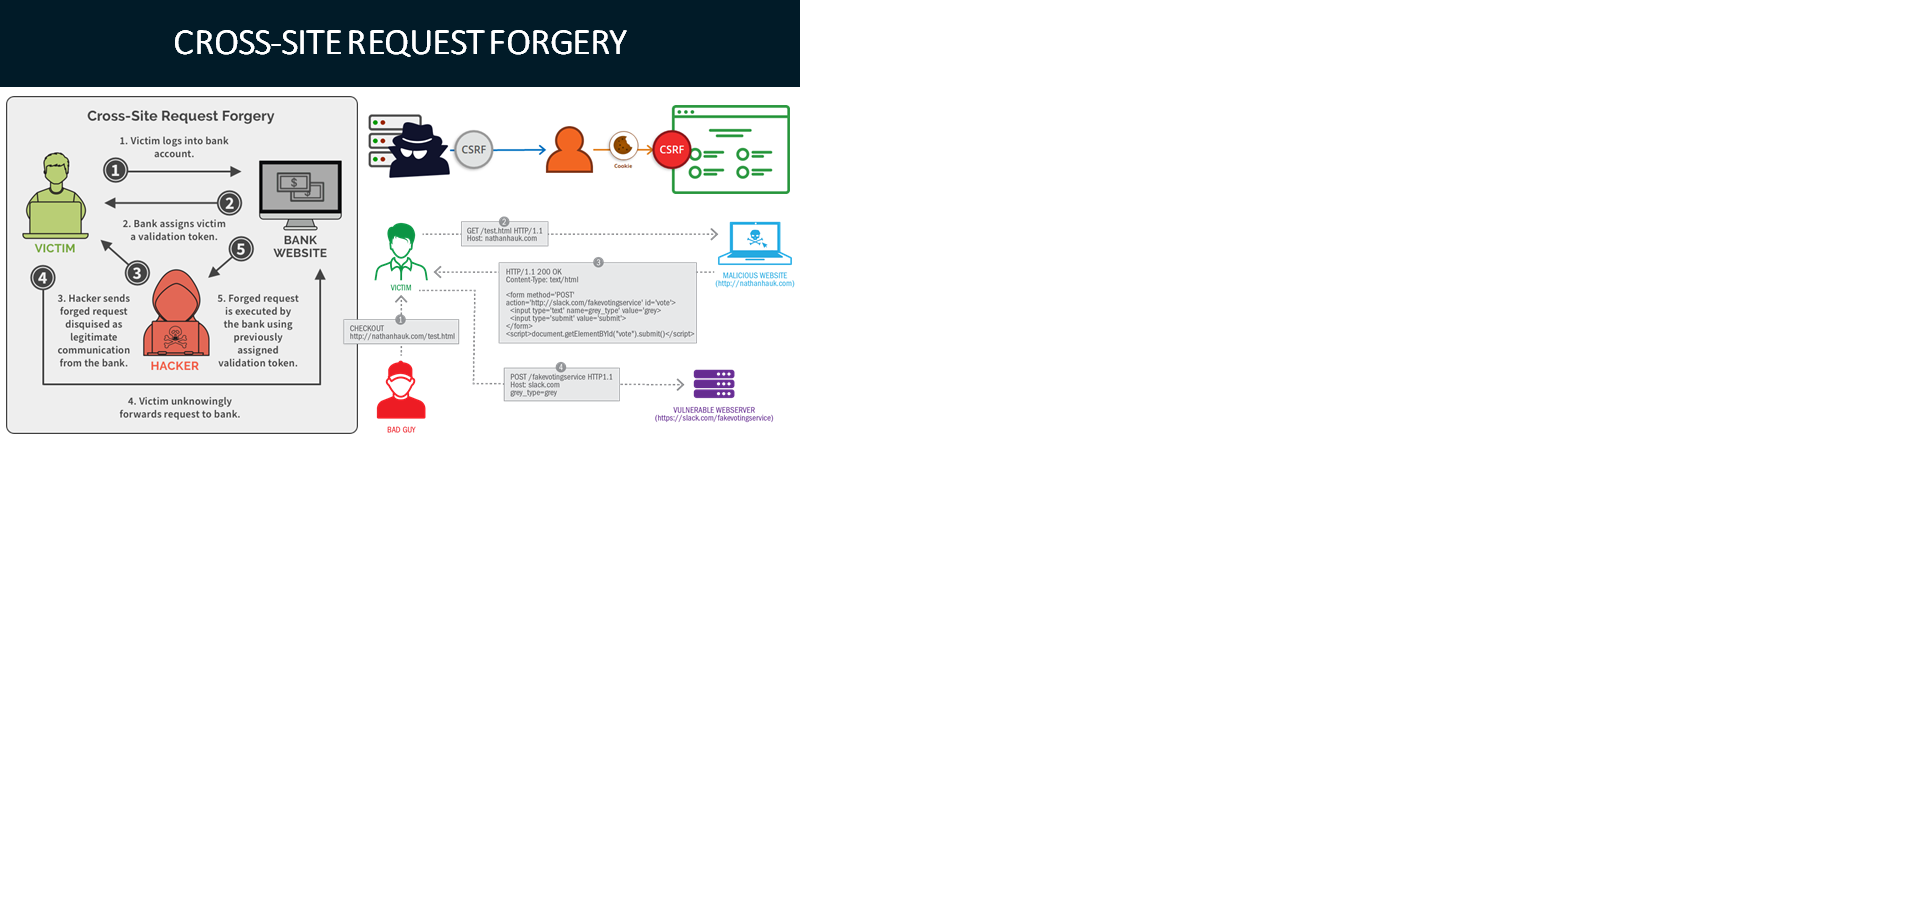 CROSS-SITE REQUEST FORGERY
Cross-Site Request Forgery
1. Victim logs into bank
account.
1
2
2. Bank assigns victim
a validation token.
VICTIM
BANK
WEBSITE
5
4
3
3. Hacker sends
forged request
disquised as
legitimate
communication
from the bank.
5. Forged request
is executed by
the bank using
previously
assigned
validation token.
HACKER
4. Victim unknowingly
forwards request to bank.
CSRF
Cookie
CSRF
2
GET /test.html HTTP/1.1
Host: nathanhauk.com
MALICIOUS WEBSITE
(http://nathanhauk.com)
3
HTTP/1.1 200 OK
Content-Type: text/html
<form method='POST'
action='http://slack.com/fakevotingservice' id='vote'>
<input type='text' name=grey_type' value='grey>
<input type='submit' value='submit'>
</form>
<script>document.getElementBYId("vote").submit()</script>
VICTIM
1
CHECKOUT
http://nathanhauk.com/test.html
BAD GUY
4
POST /fakevotingservice HTTP1.1
Host: slack.com
grey_type=grey
VULNERABLE WEBSERVER
(https://slack.com/fakevotingservice)